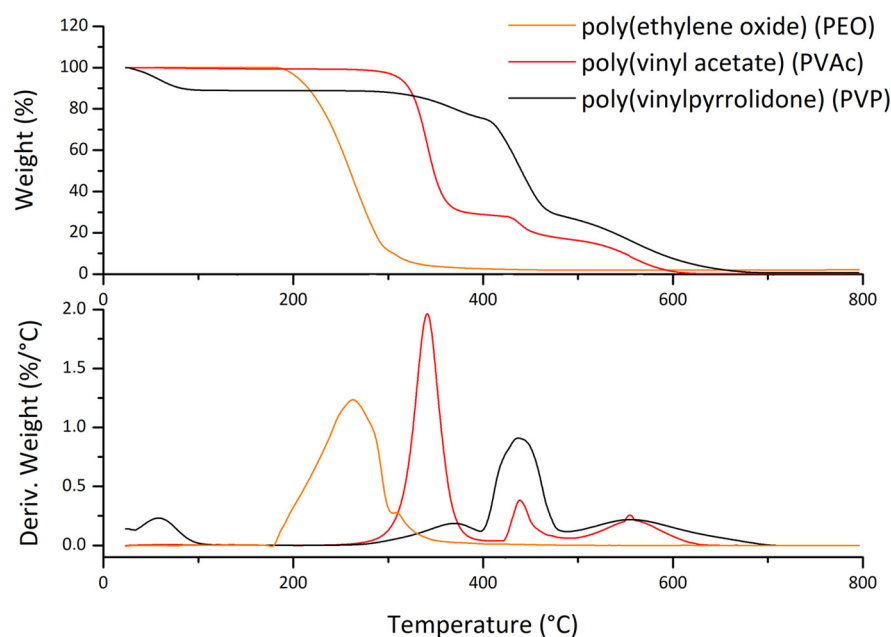 poly(ethylene oxide) (PEO)
poly(vinyl acetate) (PVAc)
poly(vinylpyrrolidone) (PVP)
Weight (%)
120
100
80
60
40
20
0
0 200 400 600 800
Deriv. Weight (%/°C)
2.0
1.5
1.0
0.5
0.0
0 200 400 600 800
Temperature (°C)